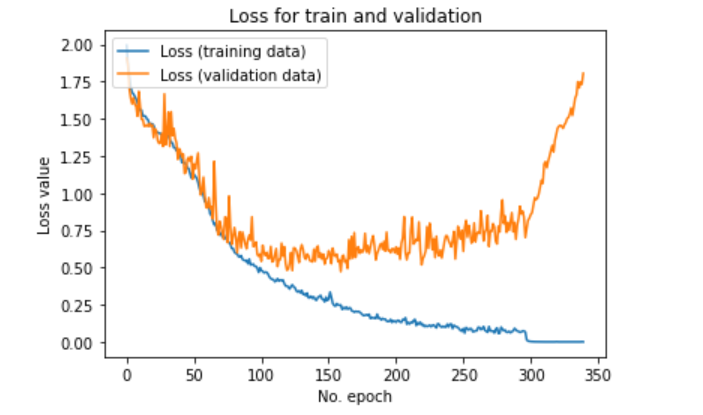 Loss for train and validation
Loss (training data)
Loss (validation data)
2.00
1.75
1.50
1.25
1.00
0.75
0.50
0.25
0.00
Loss value
0 50 100 150 200 250 300 350
No. epoch